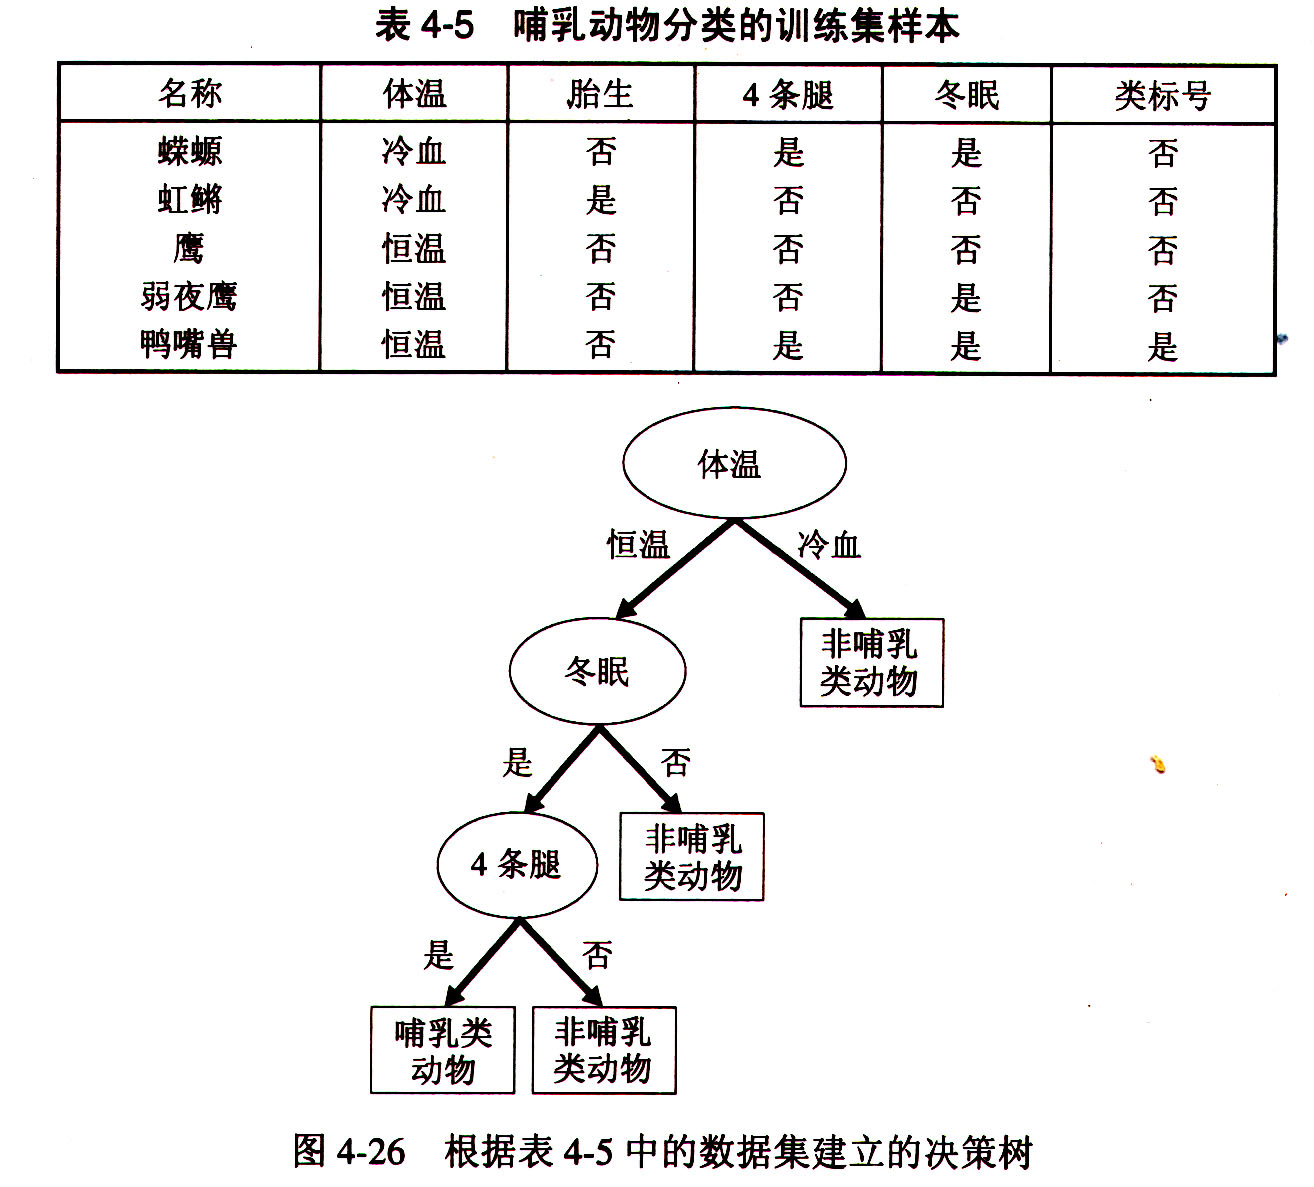 表 4-5 哺乳动物分类的训练集样本
名称 体温 胎生 4 条腿 冬眠 类标号
蝾螈 冷血 否 是 是 否
虹鳉 冷血 是 否 否 否
鹰 恒温 否 否 否 否
弱夜鹰 恒温 否 否 是 否
鸭嘴兽 恒温 否 是 是 是
体温
恒温 冷血
冬眠
非哺乳
类动物
是 否
4 条腿
非哺乳
类动物
是 否
哺乳类
动物
非哺乳
类动物
图 4-26 根据表 4-5 中的数据集建立的决策树